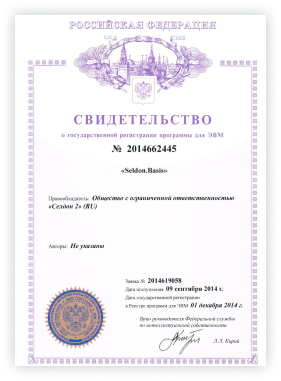 РОССИЙСКАЯ ФЕДЕРАЦИЯ
СВИДЕТЕЛЬСТВО
о государственной регистрации программы для ЭВМ
№ 2014662445
«Seldon.Basis»
Правообладатель: Общество с ограниченной ответственностью
«Селдон 2» (RU)
Авторы: Не указаны
Заявка № 2014619058
Дата поступления 09 сентября 2014 г.
Дата государственной регистрации
в Реестре программ для ЭВМ 01 декабря 2014 г.
Врио руководителя Федеральной службы
по интеллектуальной собственности
Л.Л. Кирий